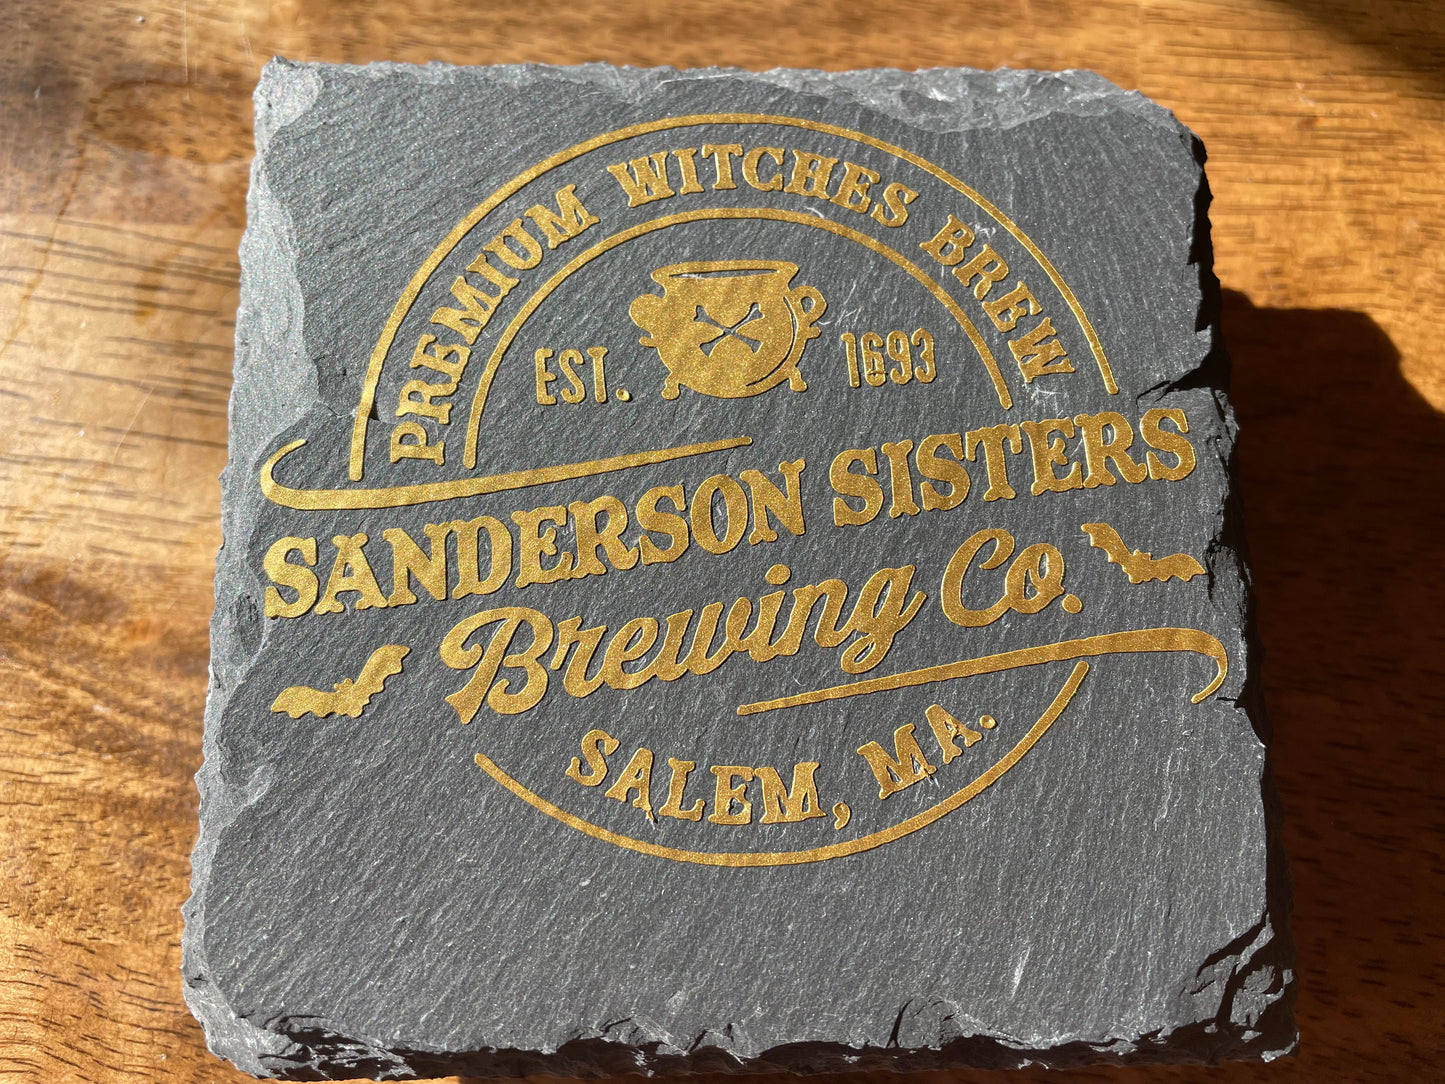 PREMIUM WITCHES BREW
EST. 1693
SANDERSON SISTERS
Brewing Co.
SALEM, MA.